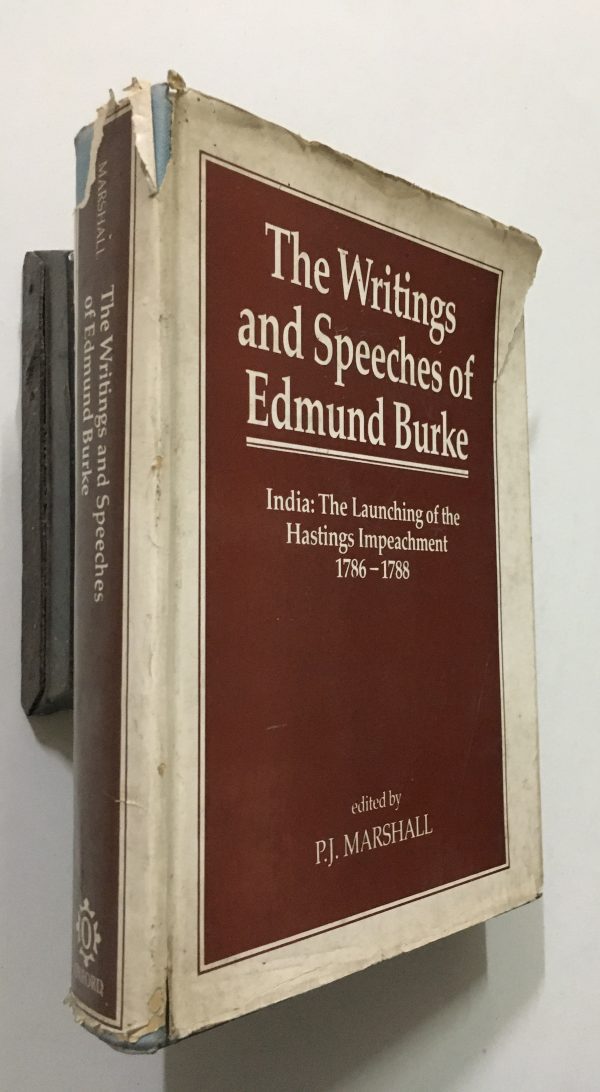 The Writings
and Speeches of
Edmund Burke
India: The Launching of the
Hastings Impeachment
1786 – 1788
edited by
P.J. MARSHALL
MARSHALL
The Writings and Speeches
of Edmund Burke
OXFORD